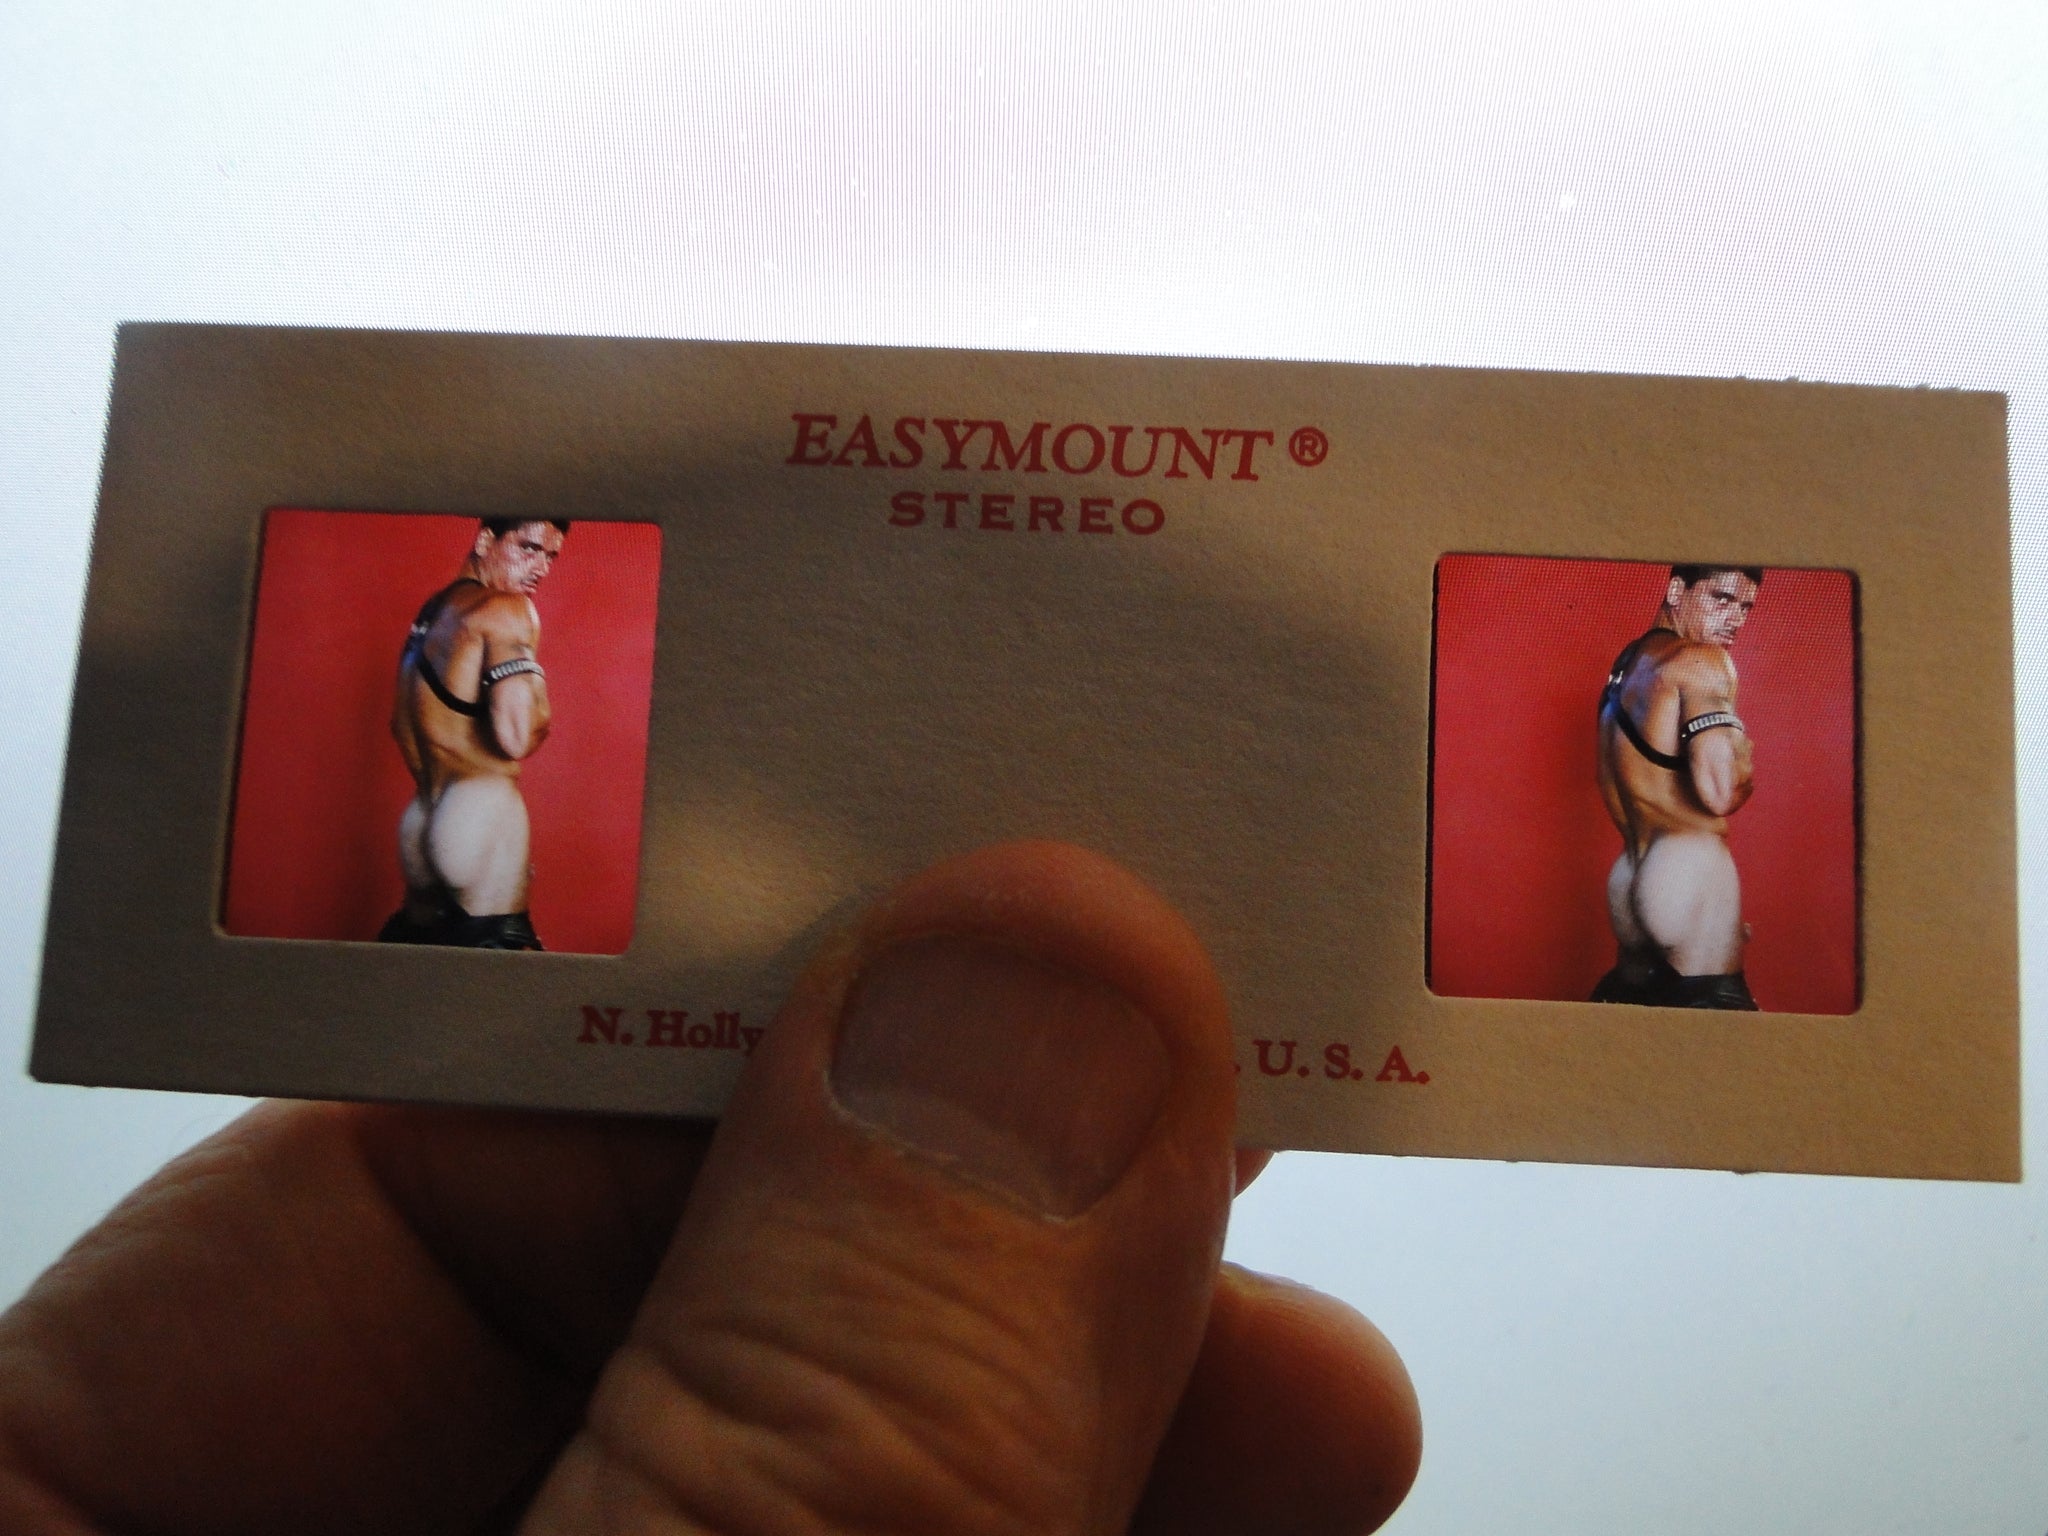 EASYMOUNT ®
STEREO
N. Holly . U. S. A.